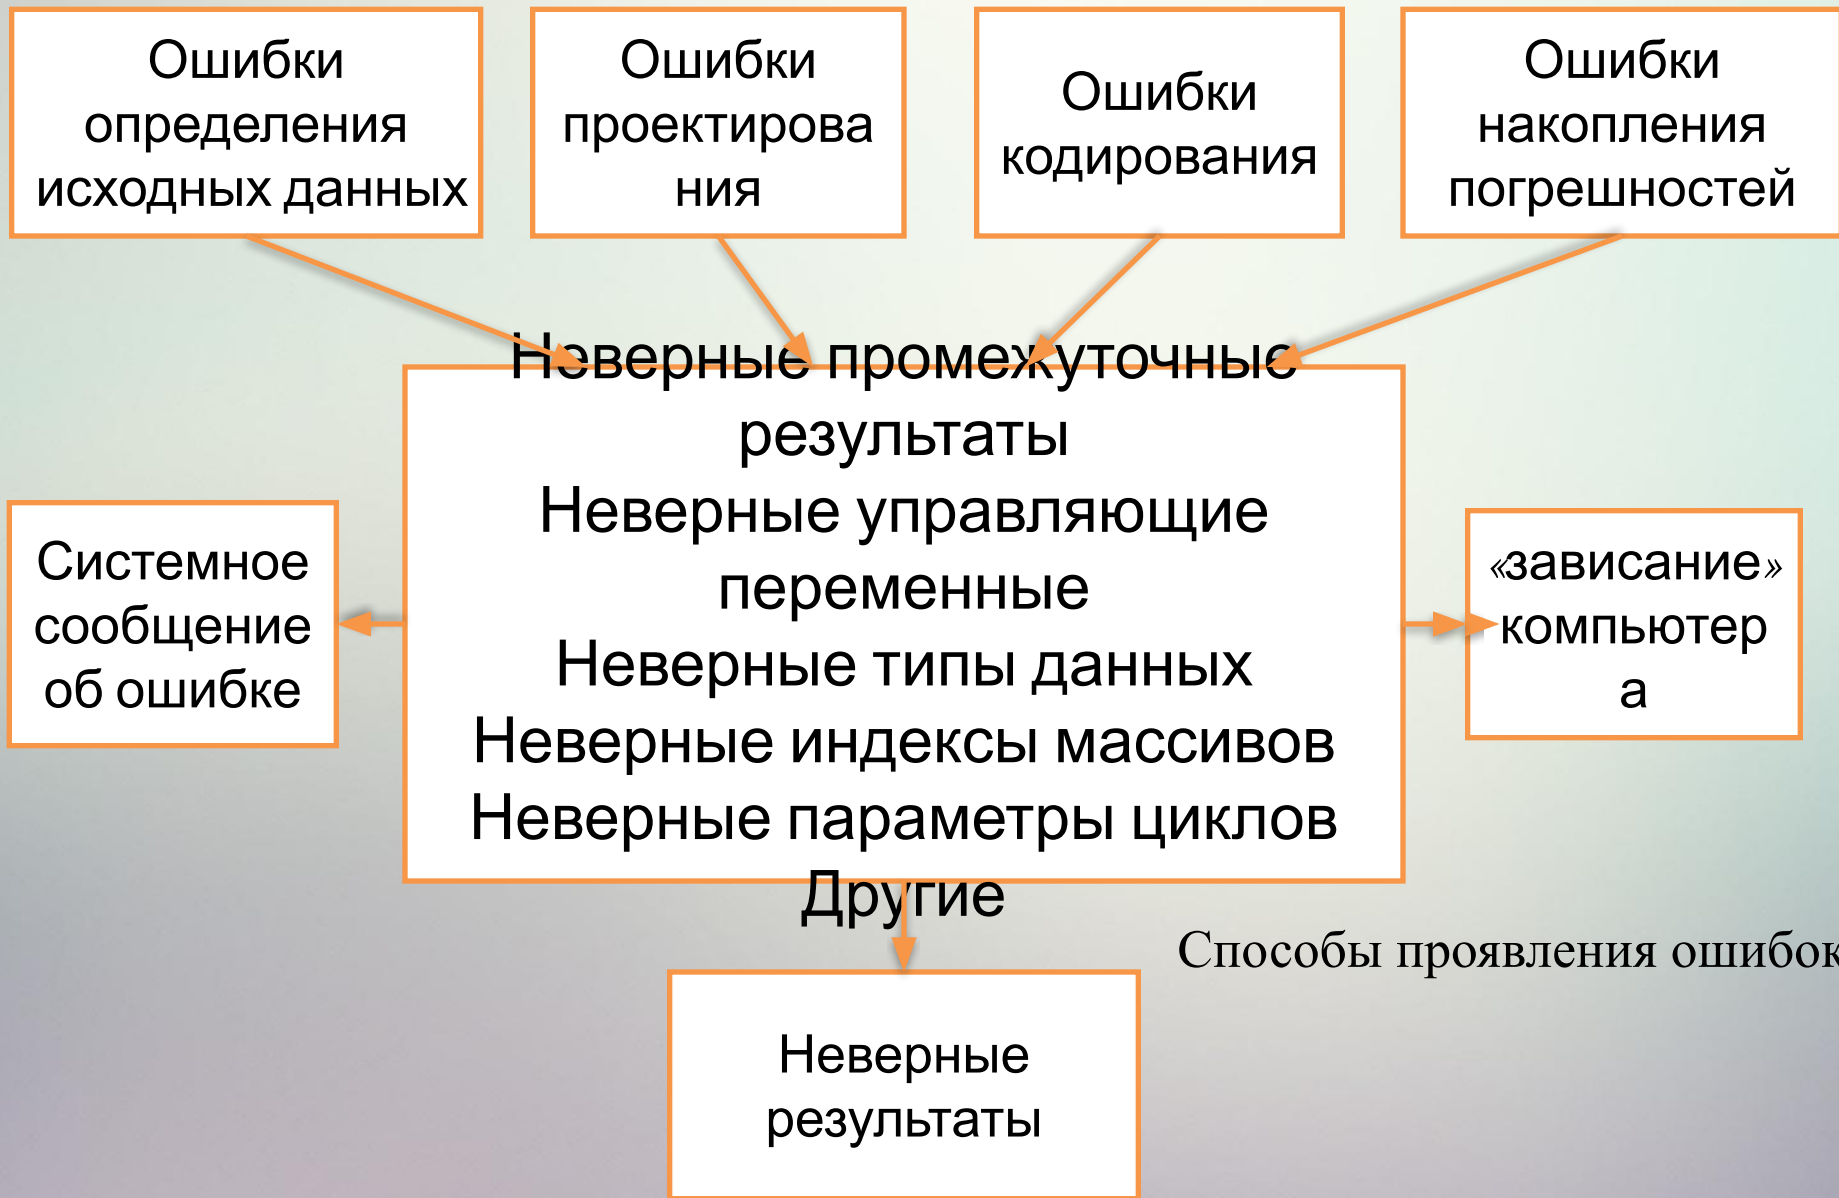 Ошибки
определения
исходных данных
Ошибки
проектирова
ния
Ошибки
кодирования
Ошибки
накопления
погрешностей
Неверные промежуточные
результаты
Неверные управляющие
переменные
Неверные типы данных
Неверные индексы массивов
Неверные параметры циклов
Другие
Системное
сообщение
об ошибке
«зависание»
компьютер
а
Способы проявления ошибок
Неверные
результаты